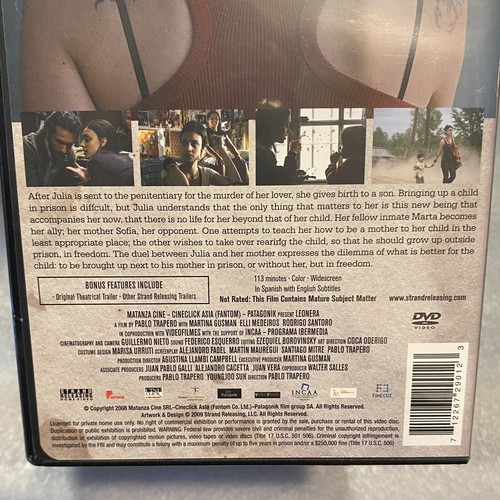 After Julia is sent to the penitentiary for the murder of her lover, she gives birth to a son. Bringing up a child
in prison is difficult, but Julia understands that the only thing that matters to her is this new being that
accompanies her now, that there is no life for her beyond that of her child. Her fellow inmate Marta becomes
her ally; her mother Sofia, her opponent. One attempts to teach her how to be a mother to her child in the
least appropriate place; the other wishes to take over rearing the child, so that he should grow up outside
prison, in freedom. The duel between Julia and her mother expresses the dilemma of what is better for the
child: to be brought up next to his mother in prison, or without her, but in freedom.
BONUS FEATURES INCLUDE
· Original Theatrical Trailer · Other Strand Releasing Trailers
113 minutes · Color · Widescreen
In Spanish with English Subtitles
Not Rated: This Film Contains Mature Subject Matter
www.strandreleasing.com
MATANZA CINE – CINECLICK ASIA (FANTOM) – PATAGONIK PRESENT LEONERA
A FILM BY PABLO TRAPERO WITH MARTINA GUSMAN ELLI MEDEIROS RODRIGO SANTORO
IN COPRODUCTION WITH VIDEOFILMES WITH THE SUPPORT OF INCAA – PROGRAMA IBERMEDIA
CINEMATOGRAPHY AND CAMERA GUILLERMO NIETO SOUND FEDERICO ESQUERRO EDITING EZEQUIEL BOROVINSKY ART DIRECTION COCA ODERIGO
COSTUME DESIGN MARISA URRUTI SCREENPLAY ALEJANDRO FADEL MARTÍN MAUREGUI SANTIAGO MITRE PABLO TRAPERO
PRODUCTION DIRECTION AGUSTINA LLAMBI CAMPBELL EXECUTIVE PRODUCER MARTINA GUSMAN
ASSOCIATE PRODUCERS JUAN PABLO GALLI ALEJANDRO CACETTA JUAN VERA COPRODUCER WALTER SALLES
PRODUCERS PABLO TRAPERO YOUNGJOO SUH DIRECTOR PABLO TRAPERO
DVD
VIDEO
STRAND
RELEASING
INCAA
FINECUT
© Copyright 2008 Matanza Cine SRL–Cineclick Asia (Fantom Co. Ltd.)–Patagonik film group SA. All Rights Reserved.
Artwork & Design © 2009 Strand Releasing, LLC. All Rights Reserved.
Licensed for private home use only. No right of commercial exhibition or performance is granted by the sale, purchase or rental of this video disc.
Duplication or public exhibition is prohibited. WARNING: Federal law provides severe civil and criminal penalties for the unauthorized reproduction,
distribution or exhibition of copyrighted motion pictures, video tapes or video discs (Title 17 U.S.C. 501 506). Criminal copyright infringement is
investigated by the FBI and may constitute a felony with a maximum penalty of up to five years in prison and/or a $250,000 fine (Title 17 U.S.C. 506).
7 12267 29012 3